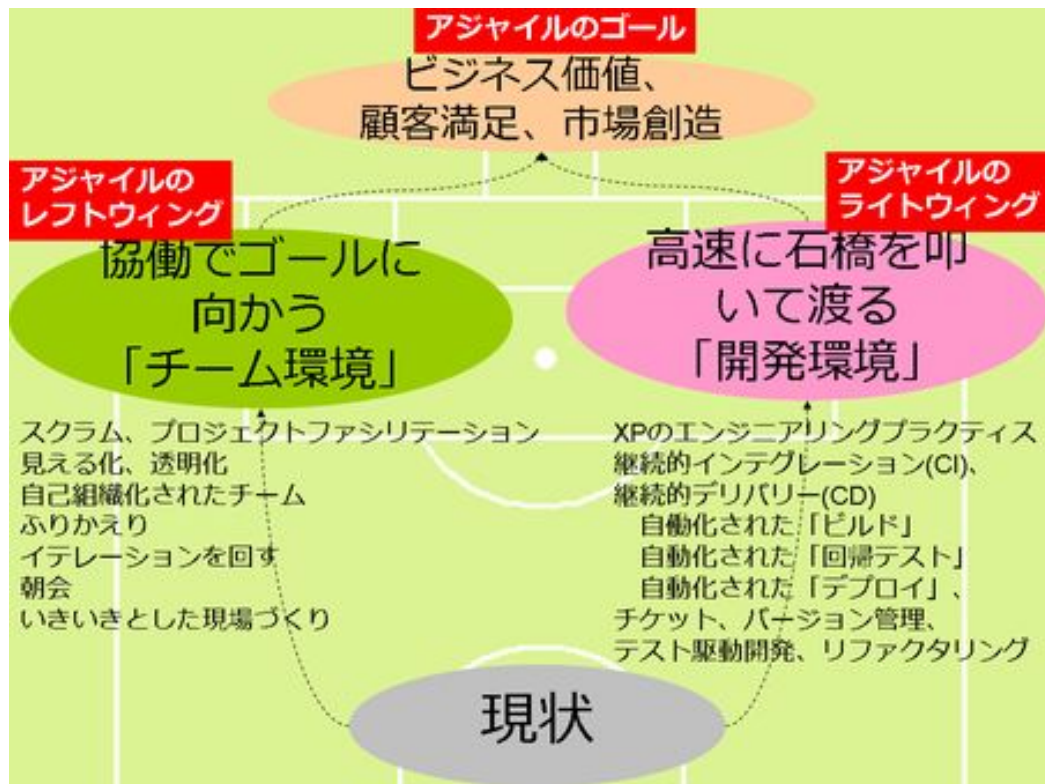 アジャイルのゴール
ビジネス価値、
顧客満足、市場創造
アジャイルの
レフトウィング
協働でゴールに
向かう
「チーム環境」
スクラム、プロジェクトファシリテーション
見える化、透明化
自己組織化されたチーム
ふりかえり
イテレーションを回す
朝会
いきいきとした現場づくり
アジャイルの
ライトウィング
高速に石橋を叩
いて渡る
「開発環境」
XPのエンジニアリングプラクティス
継続的インテグレーション(CI)、
継続的デリバリー(CD)
自働化された「ビルド」
自動化された「回帰テスト」
自動化された「デプロイ」、
チケット、バージョン管理、
テスト駆動開発、リファクタリング
現状